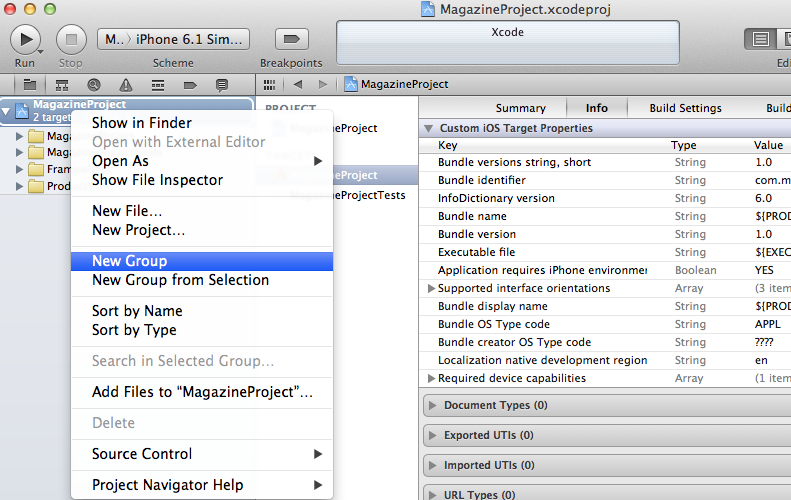 MagazineProject.xcodeproj
M..⟩ iPhone 6.1 Sim...
Xcode
Run
Stop
Scheme
Breakpoints
MagazineProject
MagazineProject
2 targe
PROJECT
MagazineProject
MagazineProject
MagazineProjectTests
Maga
Maga
Fram
Prod
Show in Finder
Open with External Editor
Open As
Show File Inspector
New File...
New Project...
New Group
New Group from Selection
Sort by Name
Sort by Type
Search in Selected Group...
Add Files to “MagazineProject”...
Delete
Source Control
Project Navigator Help
Summary Info Build Settings Build
Custom iOS Target Properties
Key Type Value
Bundle versions string, short String 1.0
Bundle identifier String com.m
InfoDictionary version String 6.0
Bundle name String ${PROD
Bundle version String 1.0
Executable file String ${EXEC
Application requires iPhone environmer Boolean YES
Supported interface orientations Array (3 item
Bundle display name String ${PROD
Bundle OS Type code String APPL
Bundle creator OS Type code String ????
Localization native development region String en
Required device capabilities Array (1 item
Document Types (0)
Exported UTIs (0)
Imported UTIs (0)
URL Types (0)